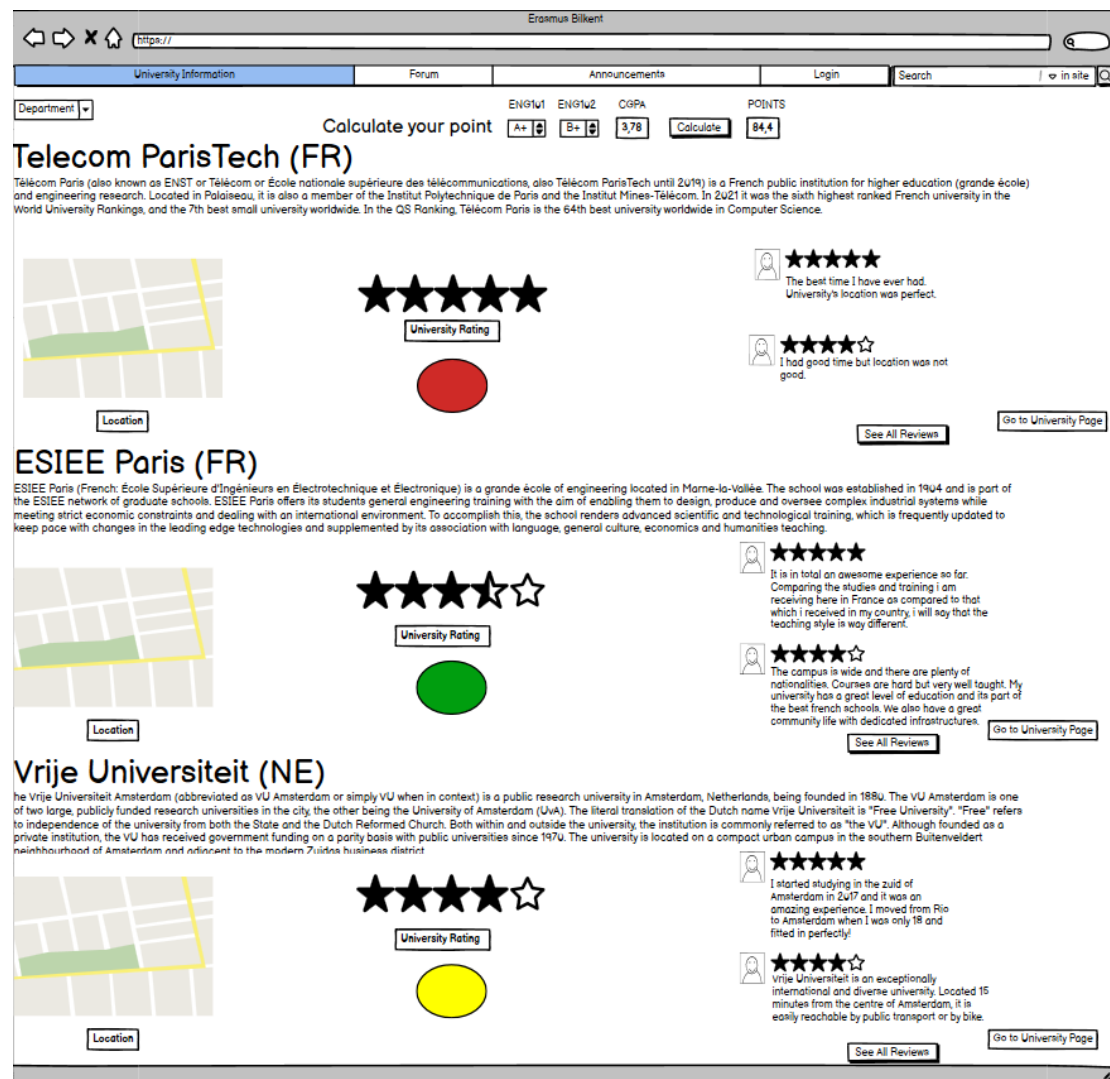 Erasmus Bilkent
https://
University Information Forum Announcements Login Search in site
Department
ENG101 ENG102 CGPA POINTS
Calculate your point A+ B+ 3,78 Calculate 84,4
Telecom ParisTech (FR)
Télécom Paris (also known as ENST or Télécom or École nationale supérieure des télécommunications, also Télécom ParisTech until 2019) is a French public institution for higher education (grande école)
and engineering research. Located in Palaiseau, it is also a member of the Institut Polytechnique de Paris and the Institut Mines-Télécom. In 2021 it was the sixth highest ranked French university in the
World University Rankings, and the 7th best small university worldwide. In the QS Ranking, Télécom Paris is the 64th best university worldwide in Computer Science.
The best time I have ever had.
University's location was perfect.
University Rating
I had good time but location was not
good.
Location
Go to University Page
See All Reviews
ESIEE Paris (FR)
ESIEE Paris (French: École Supérieure d'Ingénieurs en Électrotechnique et Électronique) is a grande école of engineering located in Marne-la-Vallée. The school was established in 1904 and is part of
the ESIEE network of graduate schools. ESIEE Paris offers its students general engineering training with the aim of enabling them to design, produce and oversee complex industrial systems while
meeting strict economic constraints and dealing with an international environment. To accomplish this, the school renders advanced scientific and technological training, which is frequently updated to
keep pace with changes in the leading edge technologies and supplemented by its association with language, general culture, economics and humanities teaching.
It is in total an awesome experience so far.
Comparing the studies and training i am
receiving here in France as compared to that
which i received in my country, i will say that the
teaching style is way different.
University Rating
The campus is wide and there are plenty of
nationalities. Courses are hard but very well taught. My
university has a great level of education and its part of
the best french schools. We also have a great
community life with dedicated infrastructures.
Location
Go to University Page
See All Reviews
Vrije Universiteit (NE)
he Vrije Universiteit Amsterdam (abbreviated as VU Amsterdam or simply VU when in context) is a public research university in Amsterdam, Netherlands, being founded in 1880. The VU Amsterdam is one
of two large, publicly funded research universities in the city, the other being the University of Amsterdam (UvA). The literal translation of the Dutch name Vrije Universiteit is "Free University". "Free" refers
to independence of the university from both the State and the Dutch Reformed Church. Both within and outside the university, the institution is commonly referred to as "the VU". Although founded as a
private institution, the VU has received government funding on a parity basis with public universities since 1970. The university is located on a compact urban campus in the southern Buitenveldert
neighbourhood of Amsterdam and adjacent to the modern Zuidas business district
I started studying in the zuid of
Amsterdam in 2017 and it was an
amazing experience. I moved from Rio
to Amsterdam when I was only 18 and
fitted in perfectly!
University Rating
Vrije Universiteit is an exceptionally
international and diverse university. Located 15
minutes from the centre of Amsterdam, it is
easily reachable by public transport or by bike.
Location
Go to University Page
See All Reviews